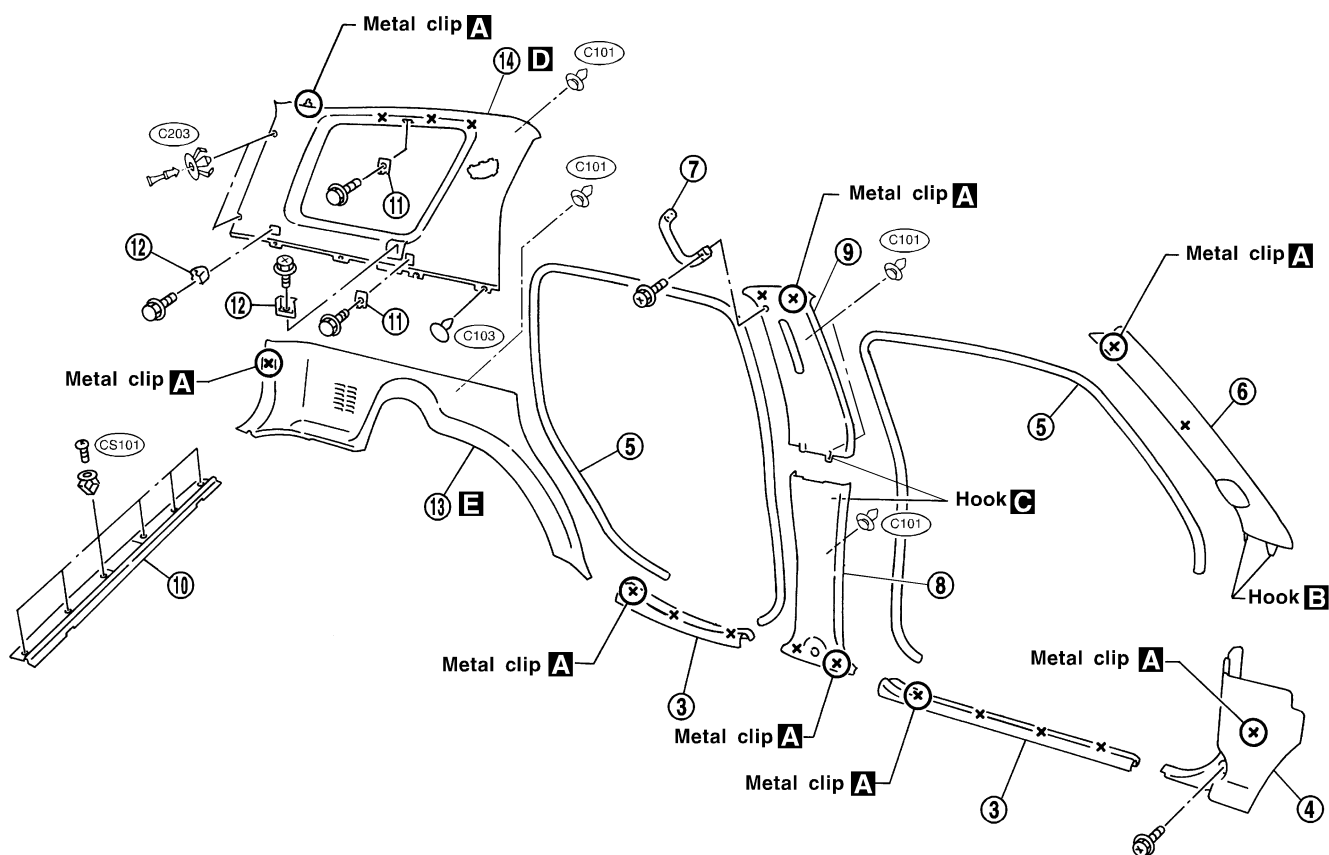 Metal clip A
14 D
C101
C203
C101
7
11
Metal clip A
12
9
C101
Metal clip A
12
11
C103
Metal clip A
6
5
CS101
5
13 E
Hook C
C101
10
8
Hook B
Metal clip A
Metal clip A
3
Metal clip A
Metal clip A
3
4